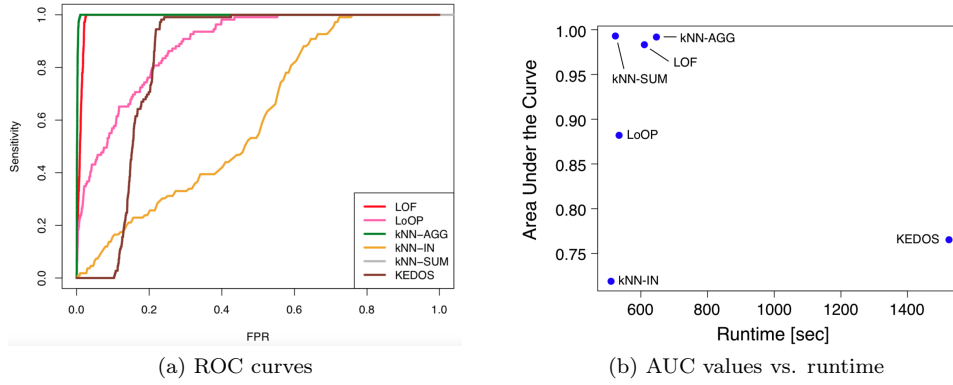 1.0
0.8
0.6
0.4
0.2
0.0
Sensitivity
LOF
LoOP
kNN−AGG
kNN−IN
kNN−SUM
KEDOS
0.0 0.2 0.4 0.6 0.8 1.0
FPR
(a) ROC curves
1.00
0.95
0.90
0.85
0.80
0.75
Area Under the Curve
kNN-AGG
LOF
kNN-SUM
LoOP
KEDOS
kNN-IN
600 800 1000 1200 1400
Runtime [sec]
(b) AUC values vs. runtime